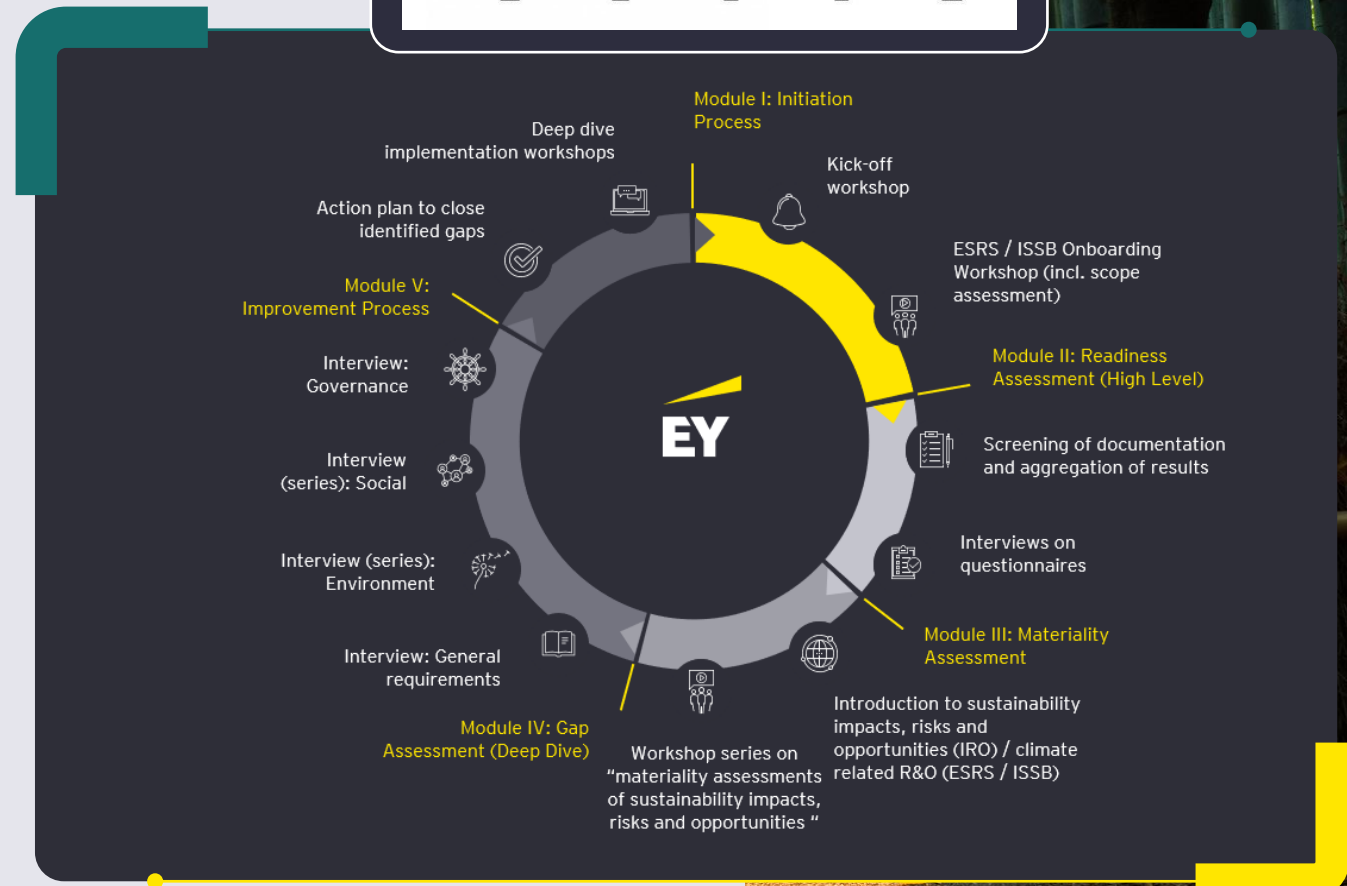 Module I: Initiation
Process
Kick-off
workshop
ESRS / ISSB Onboarding
Workshop (incl. scope
assessment)
Module II: Readiness
Assessment (High Level)
Screening of documentation
and aggregation of results
Interviews on
questionnaires
Module III: Materiality
Assessment
Introduction to sustainability
impacts, risks and
opportunities (IRO) / climate
related R&O (ESRS / ISSB)
Workshop series on
“materiality assessments
of sustainability impacts,
risks and opportunities “
Module IV: Gap
Assessment (Deep Dive)
Interview: General
requirements
Interview (series):
Environment
Interview
(series): Social
Interview:
Governance
Module V:
Improvement Process
Action plan to close
identified gaps
Deep dive
implementation workshops
EY